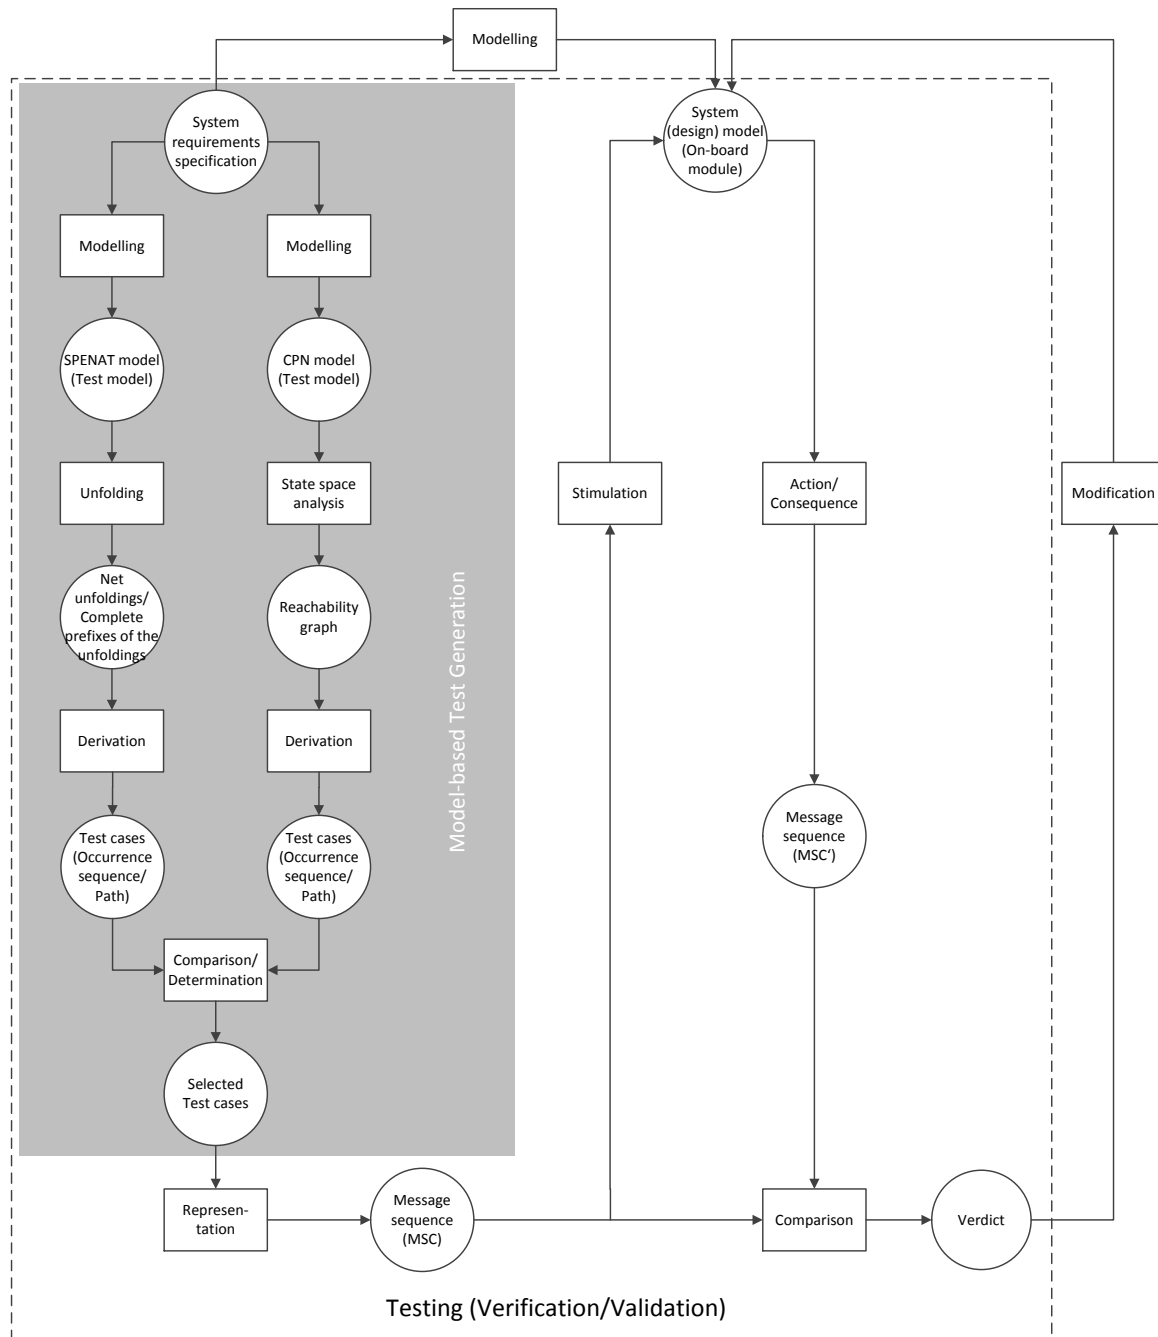 Modelling
System
requirements
specification
System
(design) model
(On-board
module)
Modelling
Modelling
SPENAT model
(Test model)
CPN model
(Test model)
Unfolding
State space
analysis
Stimulation
Action/
Consequence
Modification
Net
unfoldings/
Complete
prefixes of the
unfoldings
Reachability
graph
Model-based Test Generation
Derivation
Derivation
Test cases
(Occurrence
sequence/
Path)
Test cases
(Occurrence
sequence/
Path)
Message
sequence
(MSC‘)
Comparison/
Determination
Selected
Test cases
Represen-
tation
Message
sequence
(MSC)
Comparison
Verdict
Testing (Verification/Validation)